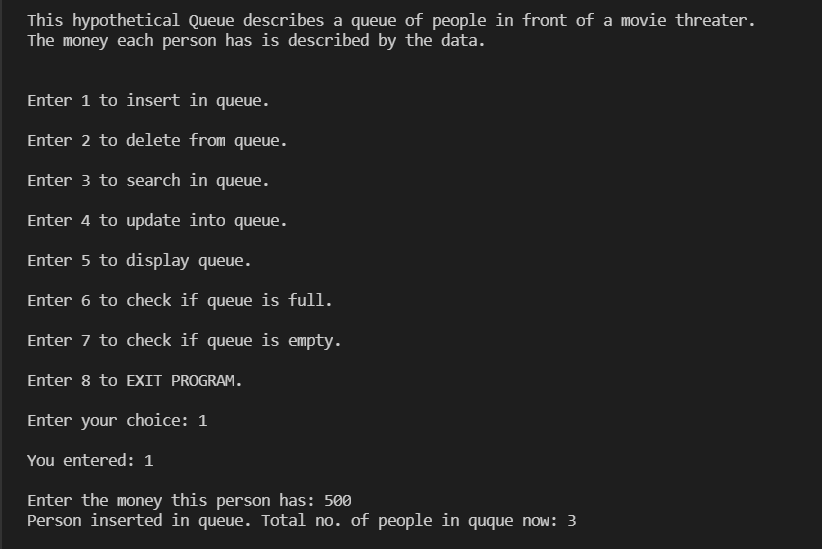 This hypothetical Queue describes a queue of people in front of a movie threater.
The money each person has is described by the data.
Enter 1 to insert in queue.
Enter 2 to delete from queue.
Enter 3 to search in queue.
Enter 4 to update into queue.
Enter 5 to display queue.
Enter 6 to check if queue is full.
Enter 7 to check if queue is empty.
Enter 8 to EXIT PROGRAM.
Enter your choice: 1
You entered: 1
Enter the money this person has: 500
Person inserted in queue. Total no. of people in quque now: 3